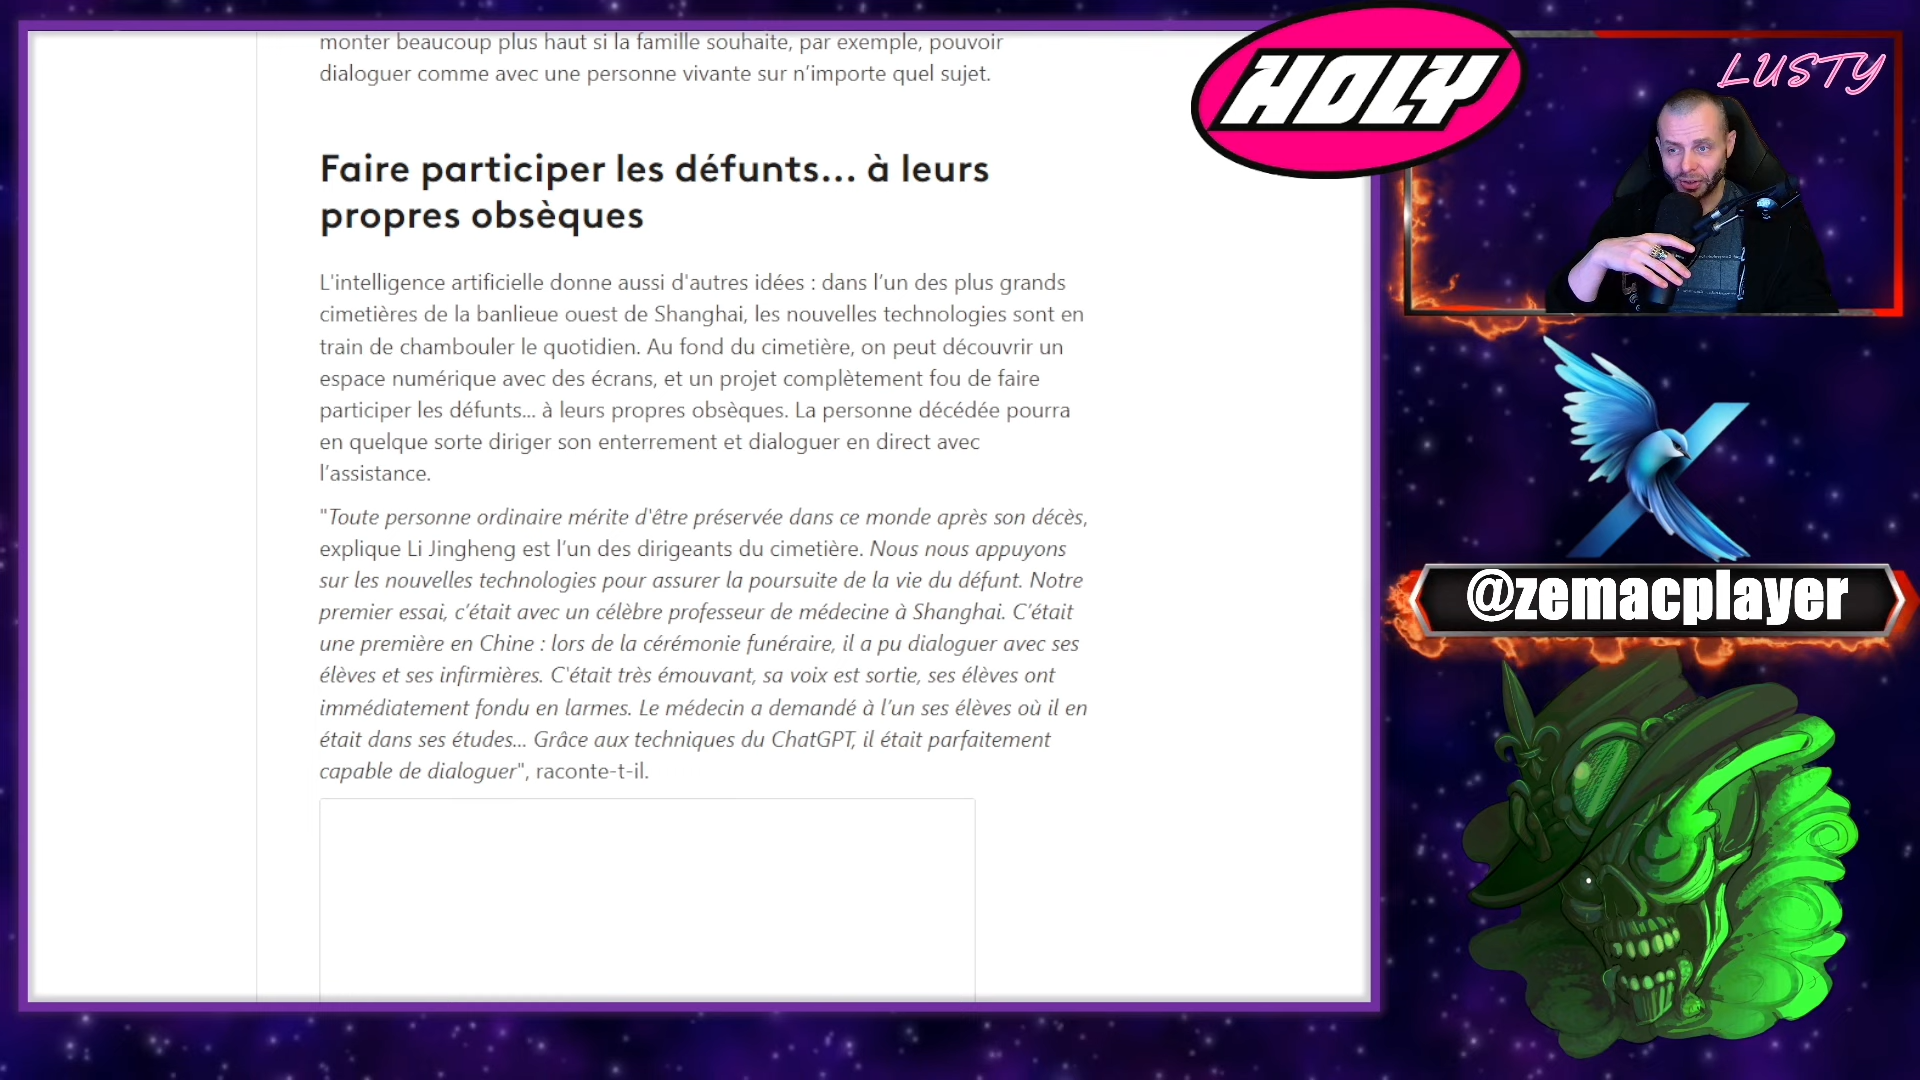 monter beaucoup plus haut si la famille souhaite, par exemple, pouvoir
dialoguer comme avec une personne vivante sur n’importe quel sujet.
Faire participer les défunts... à leurs
propres obsèques
L'intelligence artificielle donne aussi d'autres idées : dans l’un des plus grands
cimetières de la banlieue ouest de Shanghai, les nouvelles technologies sont en
train de chambouler le quotidien. Au fond du cimetière, on peut découvrir un
espace numérique avec des écrans, et un projet complètement fou de faire
participer les défunts... à leurs propres obsèques. La personne décédée pourra
en quelque sorte diriger son enterrement et dialoguer en direct avec
l’assistance.
"Toute personne ordinaire mérite d'être préservée dans ce monde après son décès,
explique Li Jingheng est l’un des dirigeants du cimetière. Nous nous appuyons
sur les nouvelles technologies pour assurer la poursuite de la vie du défunt. Notre
premier essai, c’était avec un célèbre professeur de médecine à Shanghai. C’était
une première en Chine : lors de la cérémonie funéraire, il a pu dialoguer avec ses
élèves et ses infirmières. C'était très émouvant, sa voix est sortie, ses élèves ont
immédiatement fondu en larmes. Le médecin a demandé à l’un ses élèves où il en
était dans ses études... Grâce aux techniques du ChatGPT, il était parfaitement
capable de dialoguer", raconte-t-il.
HOLY
LUSTY
@zemacplayer